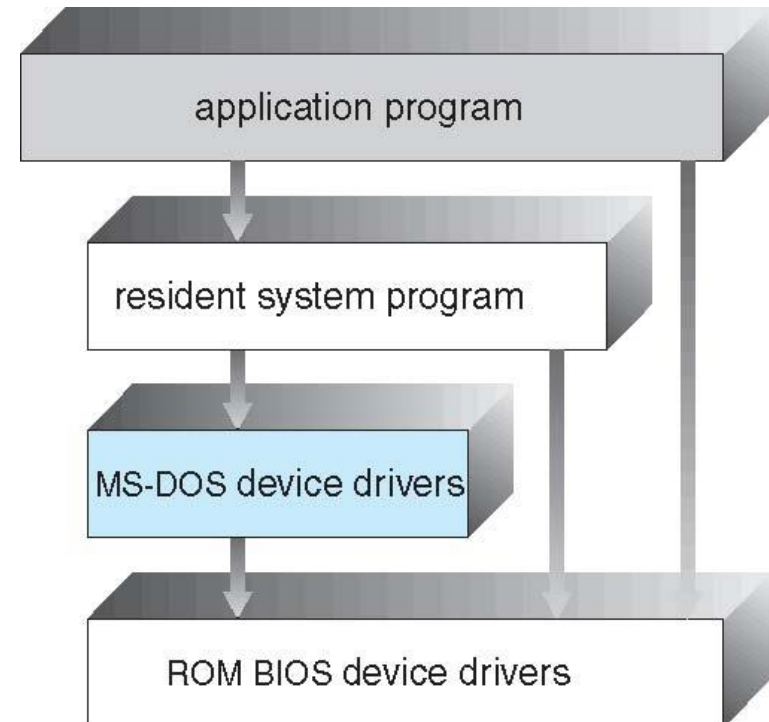 application program
resident system program
MS-DOS device drivers
ROM BIOS device drivers